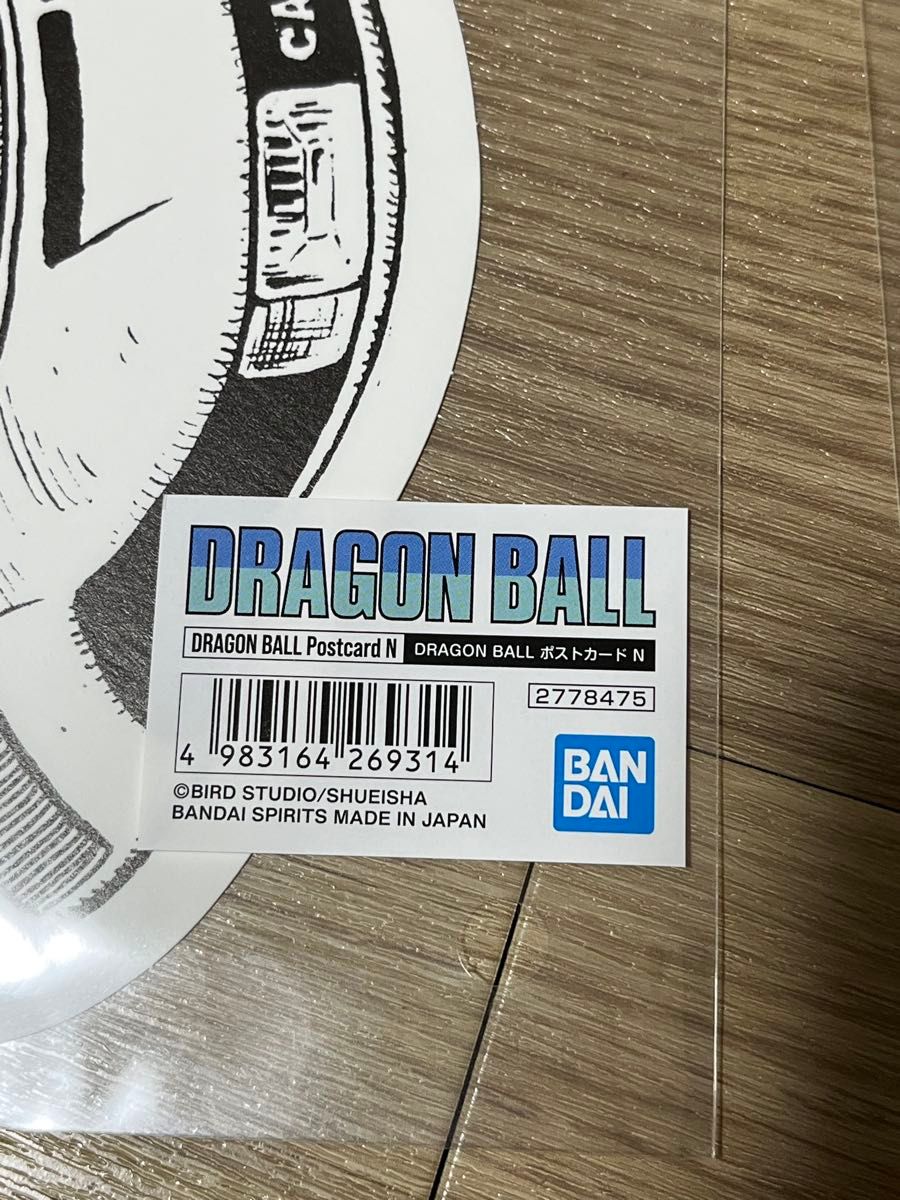 CA
DRAGON BALL
DRAGON BALL Postcard N DRAGON BALL ポストカード N
2778475
4 983164 269314
BAN
DAI
©BIRD STUDIO/SHUEISHA
BANDAI SPIRITS MADE IN JAPAN